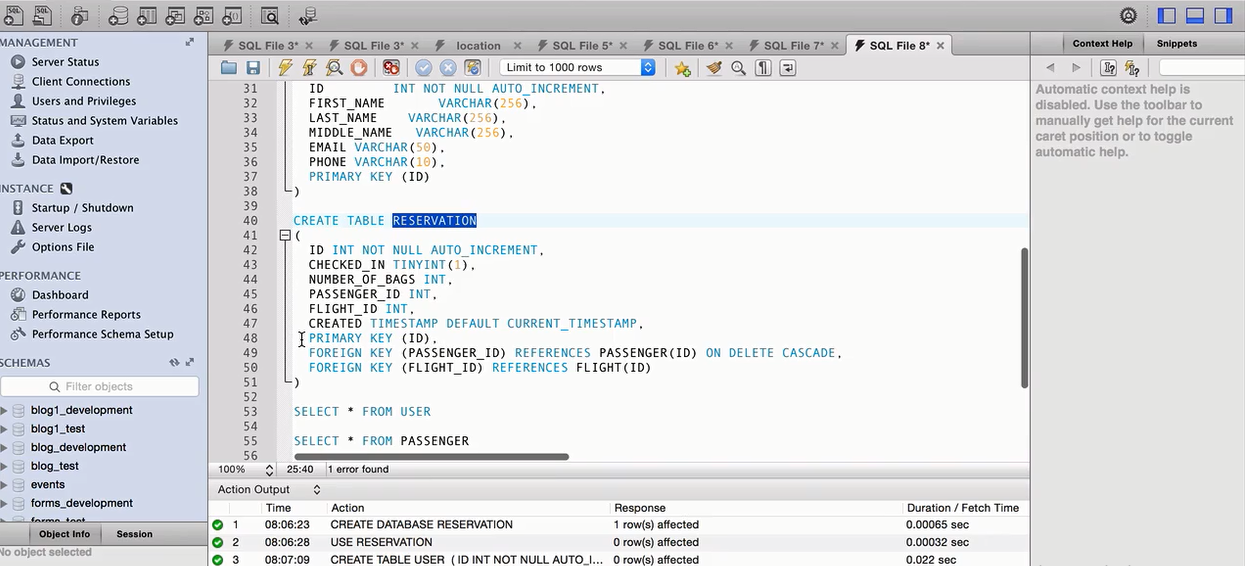 SQL File 3*
SQL File 3*
location
SQL File 5*
SQL File 6*
SQL File 7*
SQL File 8*
Context Help
Snippets
MANAGEMENT
Server Status
Client Connections
Users and Privileges
Status and System Variables
Data Export
Data Import/Restore
INSTANCE
Startup / Shutdown
Server Logs
Options File
PERFORMANCE
Dashboard
Performance Reports
Performance Schema Setup
SCHEMAS
Filter objects
blog1_development
blog1_test
blog_development
blog_test
events
forms_development
Object Info
Session
No object selected
Limit to 1000 rows
31 ID INT NOT NULL AUTO_INCREMENT,
32 FIRST_NAME VARCHAR(256),
33 LAST_NAME VARCHAR(256),
34 MIDDLE_NAME VARCHAR(256),
35 EMAIL VARCHAR(50),
36 PHONE VARCHAR(10),
37 PRIMARY KEY (ID)
38 )
39
40 CREATE TABLE RESERVATION
41 (
42 ID INT NOT NULL AUTO_INCREMENT,
43 CHECKED_IN TINYINT(1),
44 NUMBER_OF_BAGS INT,
45 PASSENGER_ID INT,
46 FLIGHT_ID INT,
47 CREATED TIMESTAMP DEFAULT CURRENT_TIMESTAMP,
48 PRIMARY KEY (ID),
49 FOREIGN KEY (PASSENGER_ID) REFERENCES PASSENGER(ID) ON DELETE CASCADE,
50 FOREIGN KEY (FLIGHT_ID) REFERENCES FLIGHT(ID)
51 )
52
53 SELECT * FROM USER
54
55 SELECT * FROM PASSENGER
56
100% 25:40 1 error found
Action Output
Time Action Response Duration / Fetch Time
1 08:06:23 CREATE DATABASE RESERVATION 1 row(s) affected 0.00065 sec
2 08:06:28 USE RESERVATION 0 row(s) affected 0.00032 sec
3 08:07:09 CREATE TABLE USER ( ID INT NOT NULL AUTO_I... 0 row(s) affected 0.022 sec
Automatic context help is
disabled. Use the toolbar to
manually get help for the current
caret position or to toggle
automatic help.